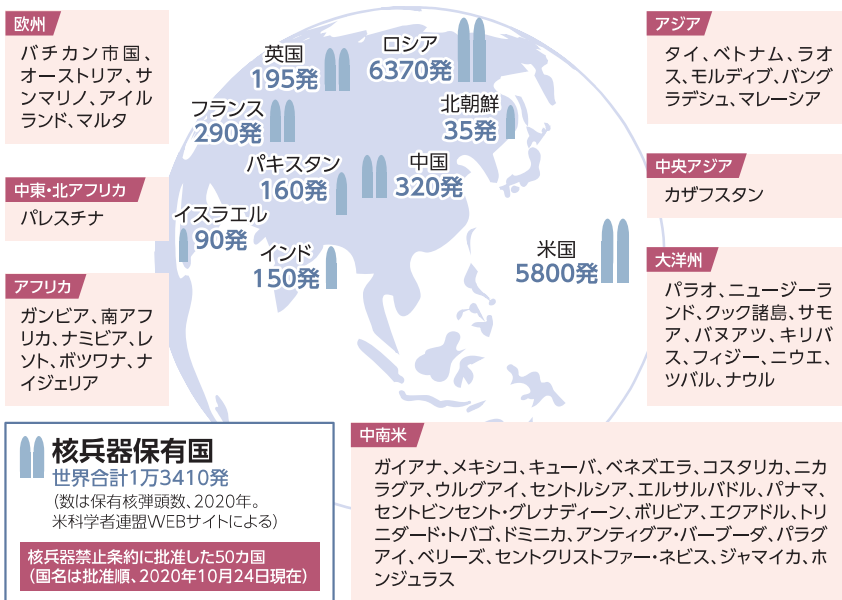 欧州
バチカン市国、
オーストリア、サ
ンマリノ、アイル
ランド、マルタ
中東・北アフリカ
パレスチナ
アフリカ
ガンビア、南アフ
リカ、ナミビア、レ
ソト、ボツワナ、ナ
イジェリア
英国
195発
ロシア
6370発
フランス
290発
北朝鮮
35発
パキスタン
160発
中国
320発
イスラエル
90発
インド
150発
米国
5800発
アジア
タイ、ベトナム、ラオ
ス、モルディブ、バング
ラデシュ、マレーシア
中央アジア
カザフスタン
大洋州
パラオ、ニュージーラ
ンド、クック諸島、サモ
ア、バヌアツ、キリバ
ス、フィジー、ニウエ、
ツバル、ナウル
核兵器保有国
世界合計1万3410発
（数は保有核弾頭数、2020年。
米科学者連盟WEBサイトによる）
核兵器禁止条約に批准した50カ国
（国名は批准順、2020年10月24日現在）
中南米
ガイアナ、メキシコ、キューバ、ベネズエラ、コスタリカ、ニカ
ラグア、ウルグアイ、セントルシア、エルサルバドル、パナマ、
セントビンセント・グレナディーン、ボリビア、エクアドル、トリ
ニダード・トバゴ、ドミニカ、アンティグア・バーブーダ、パラグ
アイ、ベリーズ、セントクリストファー・ネビス、ジャマイカ、ホ
ンジュラス